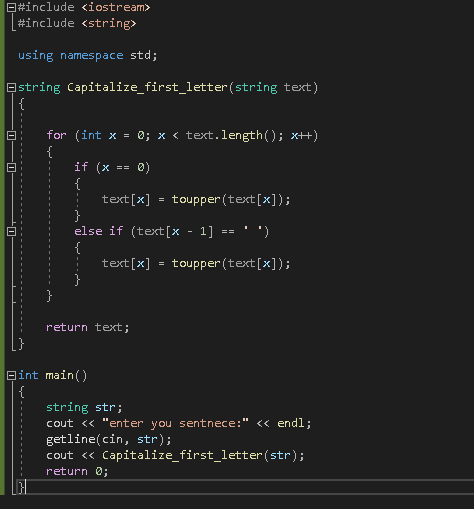 #include <iostream>
#include <string>
using namespace std;
string Capitalize_first_letter(string text)
{
for (int x = 0; x < text.length(); x++)
{
if (x == 0)
{
text[x] = toupper(text[x]);
}
else if (text[x - 1] == ' ')
{
text[x] = toupper(text[x]);
}
}
return text;
}
int main()
{
string str;
cout << "enter you sentnece:" << endl;
getline(cin, str);
cout << Capitalize_first_letter(str);
return 0;
}